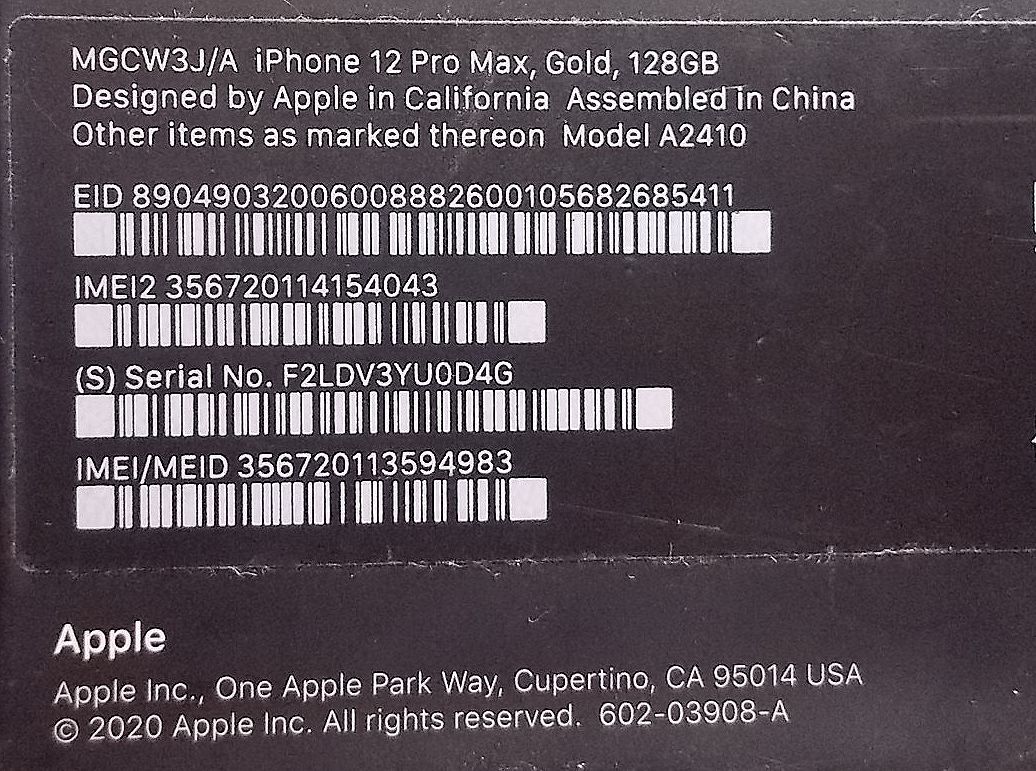 MGCW3J/A iPhone 12 Pro Max, Gold, 128GB
Designed by Apple in California Assembled in China
Other items as marked thereon Model A2410
EID 89049032006008882600105682685411
IMEI2 356720114154043
(S) Serial No. F2LDV3YU0D4G
IMEI/MEID 356720113594983
Apple
Apple Inc., One Apple Park Way, Cupertino, CA 95014 USA
© 2020 Apple Inc. All rights reserved. 602-03908-A